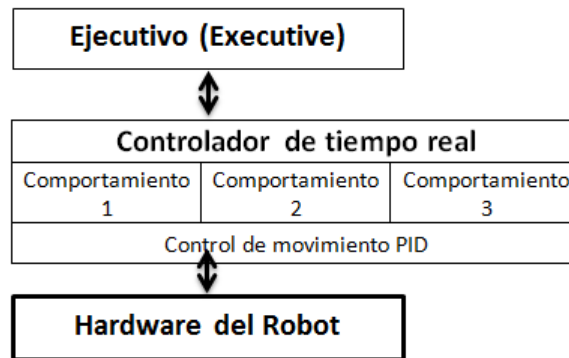 Ejecutivo (Executive)
Controlador de tiempo real
Comportamiento 1
Comportamiento 2
Comportamiento 3
Control de movimiento PID
Hardware del Robot